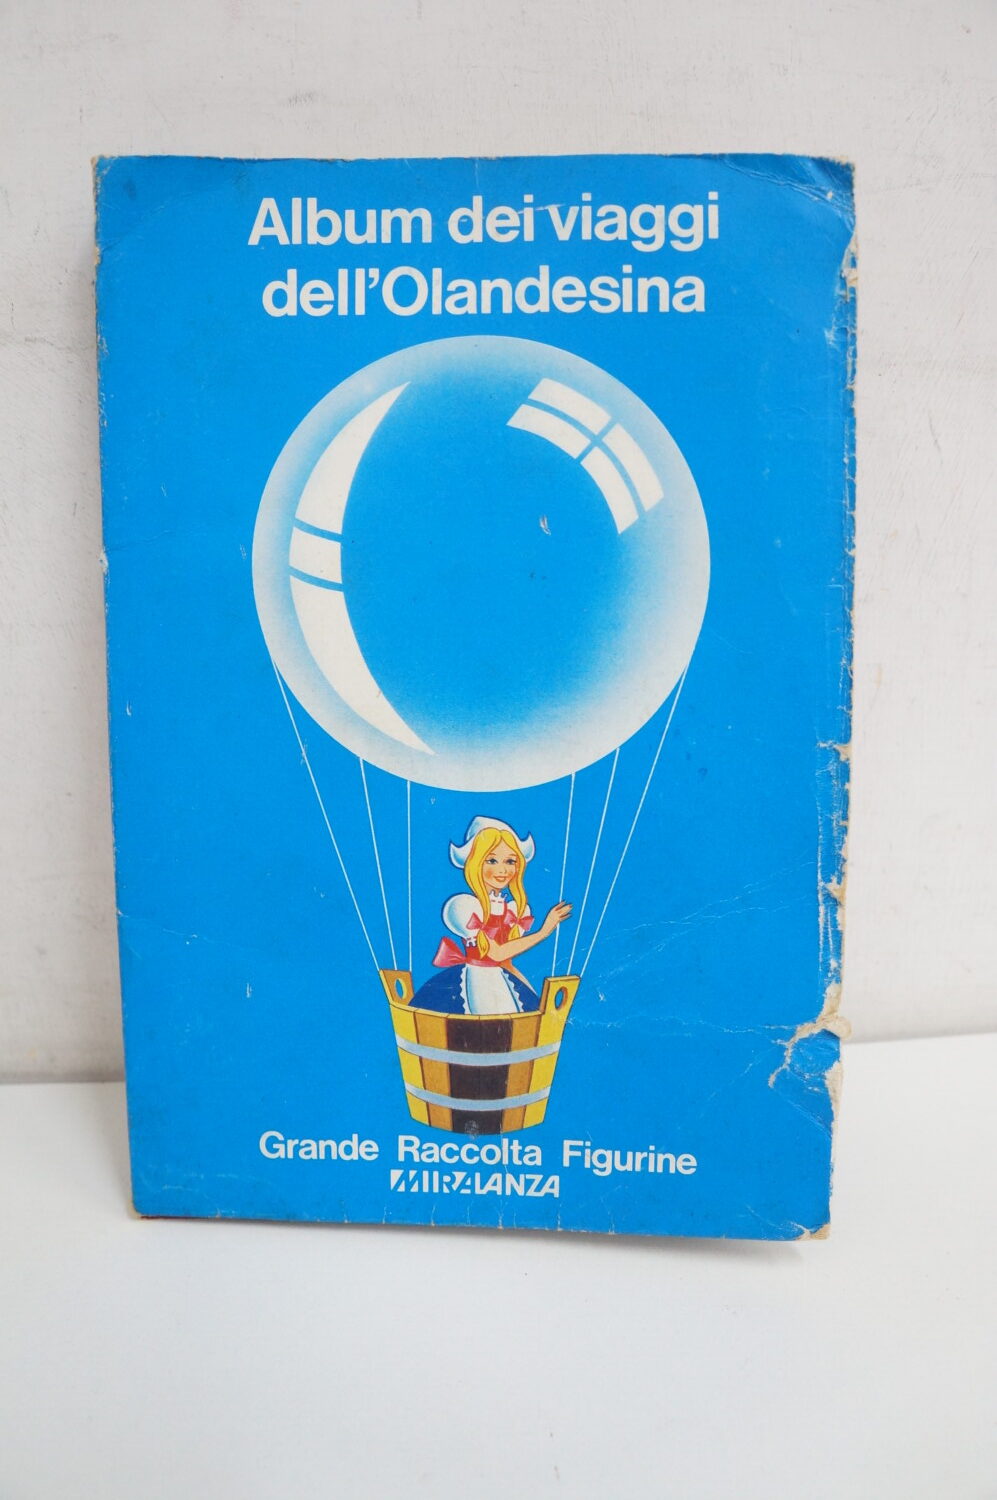 Album dei viaggi
dell'Olandesina
Grande Raccolta Figurine
MIRALANZA